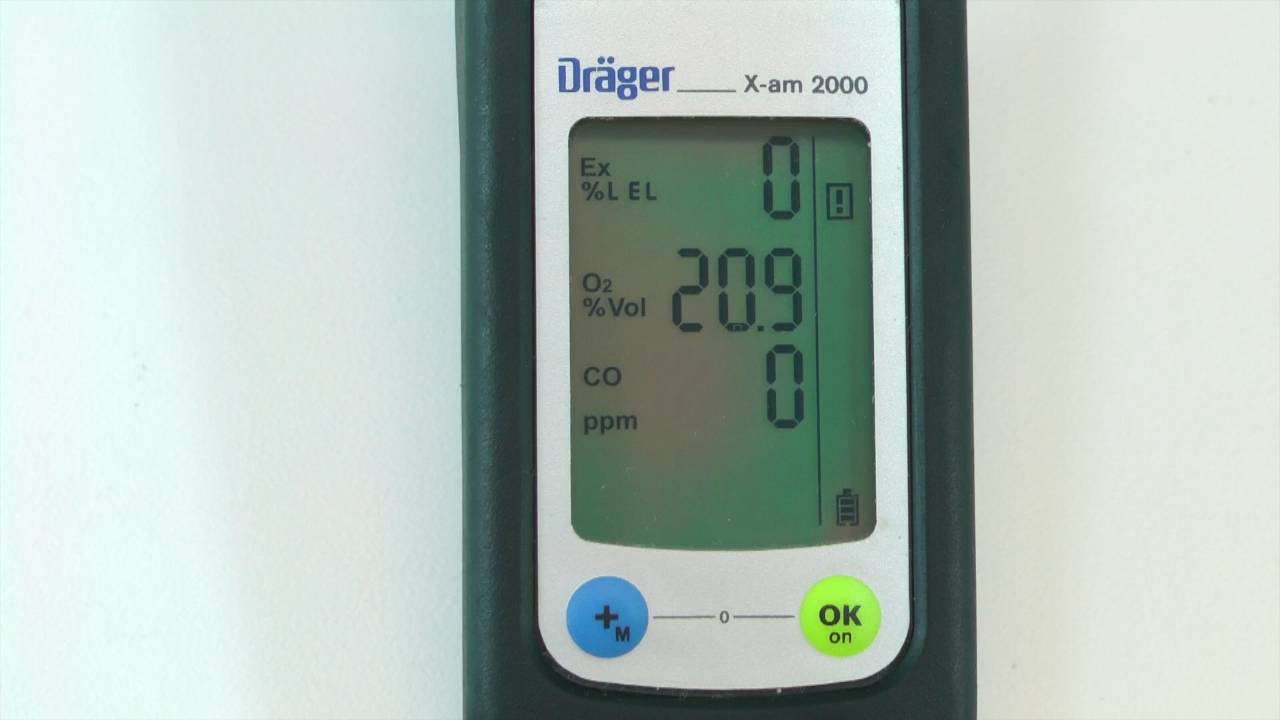 Dräger X-am 2000
Ex 0
%LEL
!
O2 20.9
%Vol
CO 0
ppm
+M 0 OK
on